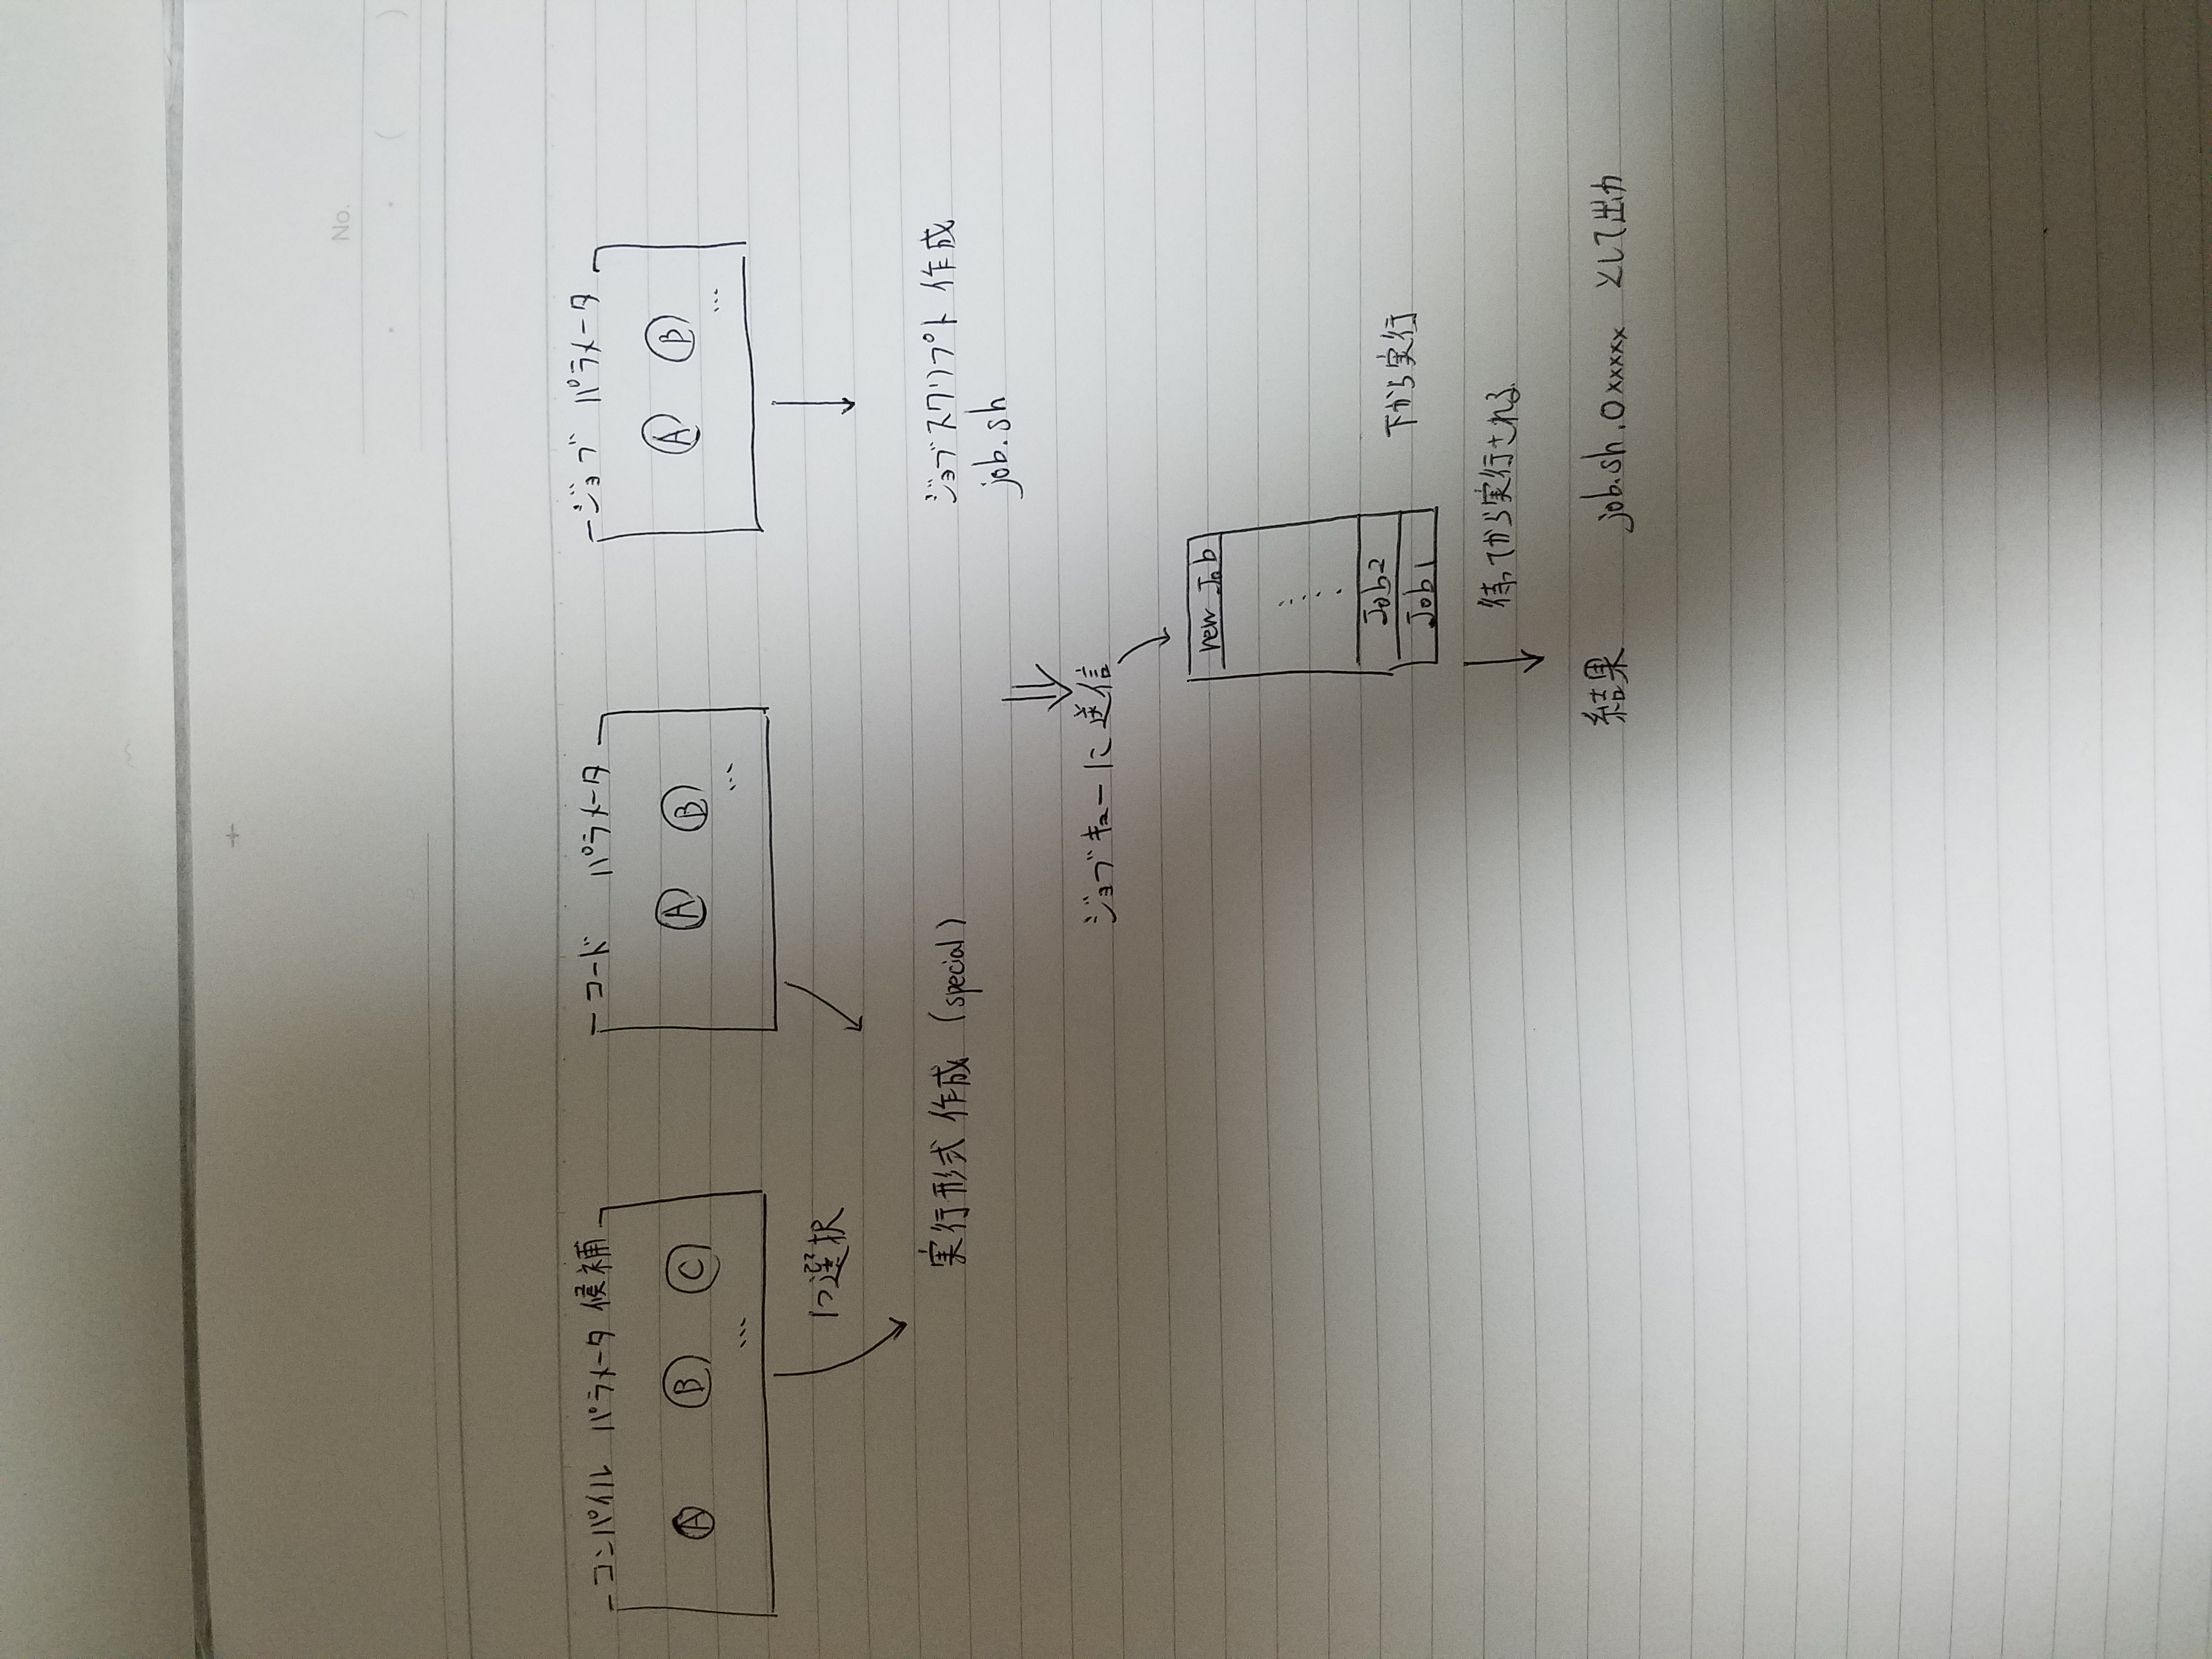 No.
コンパイル パラメータ 候補
コード パラメータ
ジョブ パラメータ
A B C
...
A B
...
A B
...
1つ選択
実行形式 作成 (special)
ジョブスクリプト 作成
job.sh
ジョブキューに送信
new Job
Job2
Job1
下から実行
待ってから実行される
結果 job.sh.oxxxxx として出力